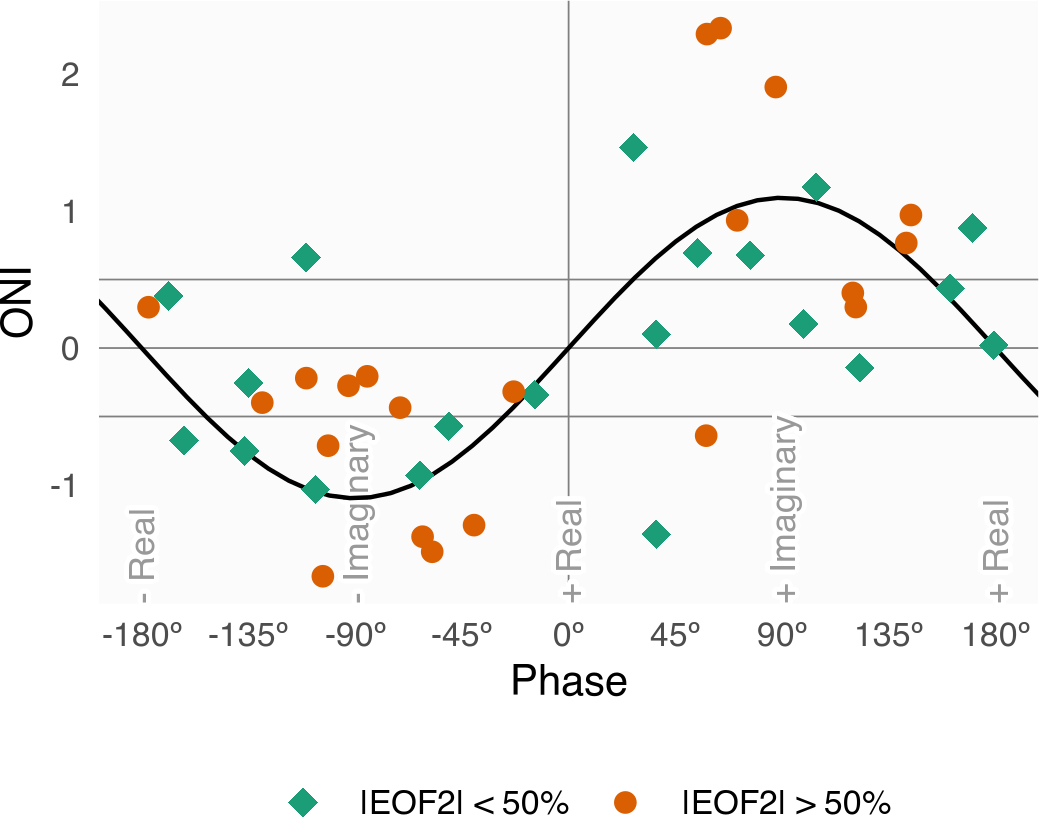 ONI
2
1
0
-1
- Real
- Imaginary
+ Real
+ Imaginary
+ Real
-180º -135º -90º -45º 0º 45º 90º 135º 180º
Phase
|EOF2| < 50% |EOF2| > 50%